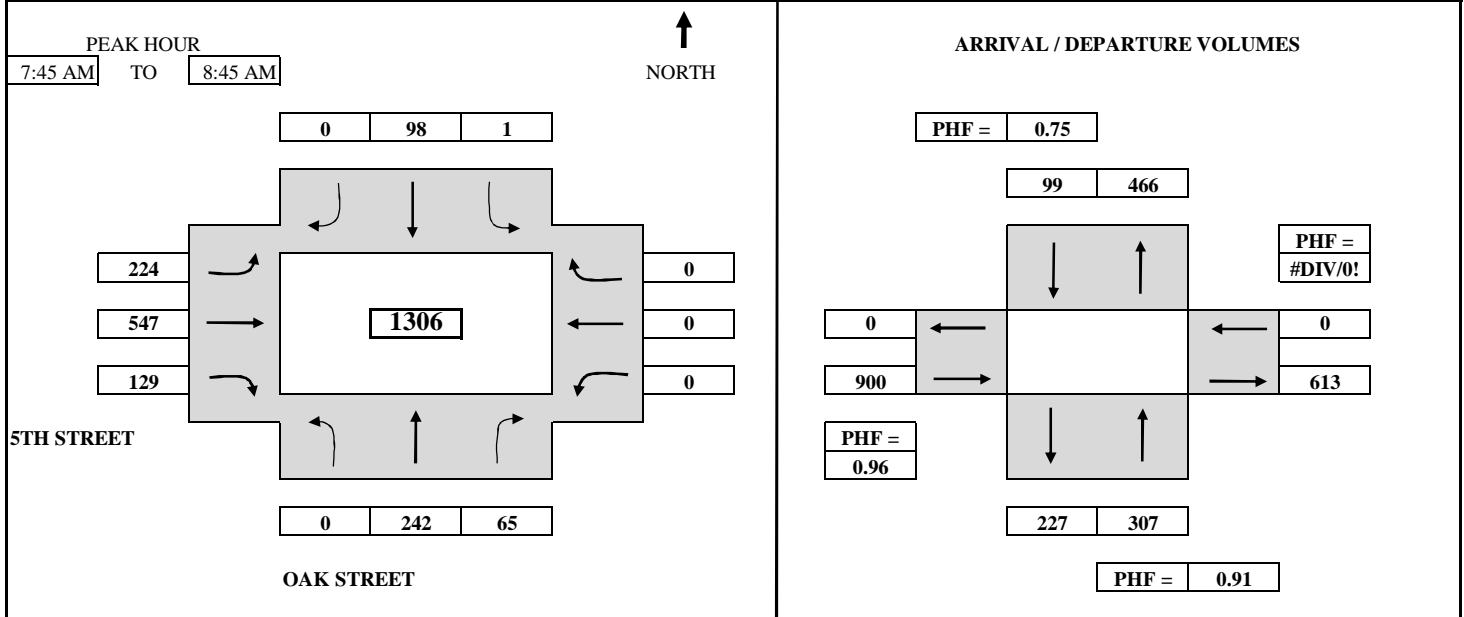 PEAK HOUR
7:45 AM TO 8:45 AM
NORTH
0 98 1
224
547
129
1306
0
0
0
5TH STREET
0 242 65
OAK STREET
ARRIVAL / DEPARTURE VOLUMES
PHF = 0.75
99 466
PHF =
#DIV/0!
0 0
900 613
PHF =
0.96
227 307
PHF = 0.91